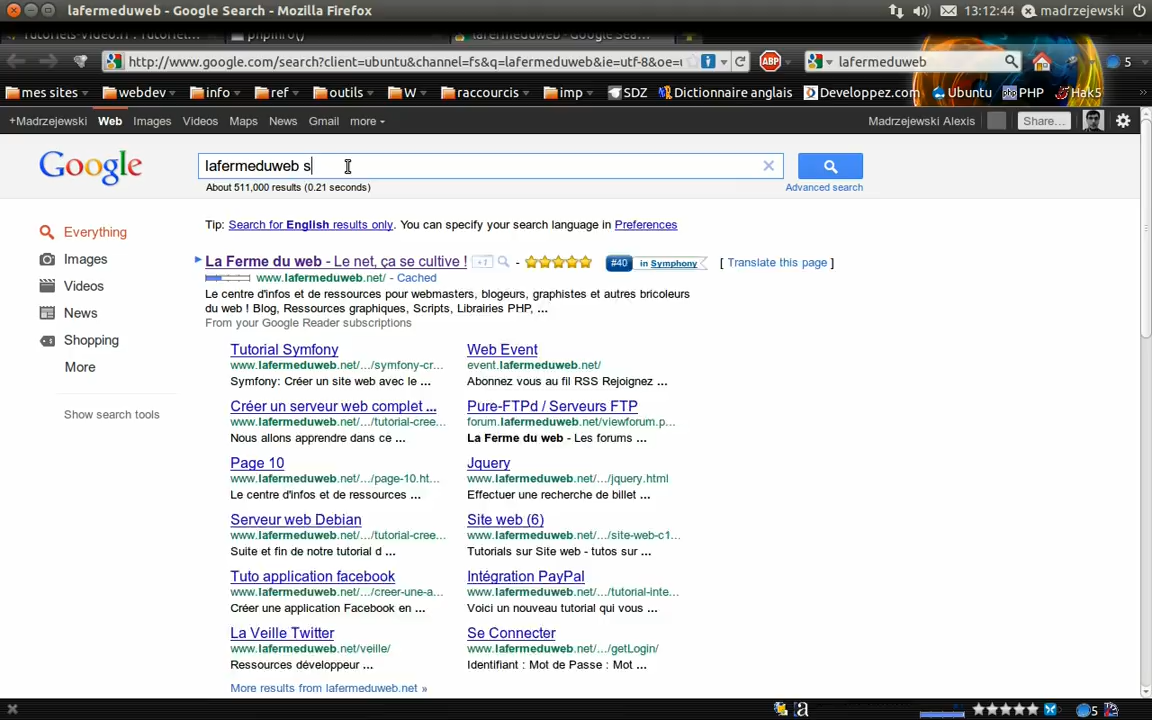 lafermeduweb - Google Search - Mozilla Firefox
13:12:44 madrzejewski
http://www.google.com/search?client=ubuntu&channel=fs&q=lafermeduweb&ie=utf-8&oe=u
ABP lafermeduweb 5
mes sites webdev info ref outils W raccourcis imp SDZ Dictionnaire anglais Developpez.com Ubuntu PHP Hak5
+Madrzejewski Web Images Videos Maps News Gmail more Madrzejewski Alexis Share...
Google lafermeduweb s
About 511,000 results (0.21 seconds) Advanced search
Tip: Search for English results only. You can specify your search language in Preferences
Everything
Images
Videos
News
Shopping
More
Show search tools
La Ferme du web - Le net, ça se cultive ! +1 - #40 in Symphony [ Translate this page ]
www.lafermeduweb.net/ - Cached
Le centre d'infos et de ressources pour webmasters, blogeurs, graphistes et autres bricoleurs
du web ! Blog, Ressources graphiques, Scripts, Librairies PHP, ...
From your Google Reader subscriptions
Tutorial Symfony
www.lafermeduweb.net/.../symfony-cr...
Symfony: Créer un site web avec le ...
Web Event
event.lafermeduweb.net/
Abonnez vous au fil RSS Rejoignez ...
Créer un serveur web complet ...
www.lafermeduweb.net/.../tutorial-cree...
Nous allons apprendre dans ce ...
Pure-FTPd / Serveurs FTP
forum.lafermeduweb.net/viewforum.p...
La Ferme du web - Les forums ...
Page 10
www.lafermeduweb.net/.../page-10.ht...
Le centre d'infos et de ressources ...
Jquery
www.lafermeduweb.net/.../jquery.html
Effectuer une recherche de billet ...
Serveur web Debian
www.lafermeduweb.net/.../tutorial-cree...
Suite et fin de notre tutorial d ...
Site web (6)
www.lafermeduweb.net/.../site-web-c1...
Tutorials sur Site web - tutos sur ...
Tuto application facebook
www.lafermeduweb.net/.../creer-une-a...
Créer une application Facebook en ...
Intégration PayPal
www.lafermeduweb.net/.../tutorial-inte...
Voici un nouveau tutorial qui vous ...
La Veille Twitter
www.lafermeduweb.net/veille/
Ressources développeur ...
Se Connecter
www.lafermeduweb.net/.../getLogin/
Identifiant : Mot de Passe : Mot ...
More results from lafermeduweb.net »
5